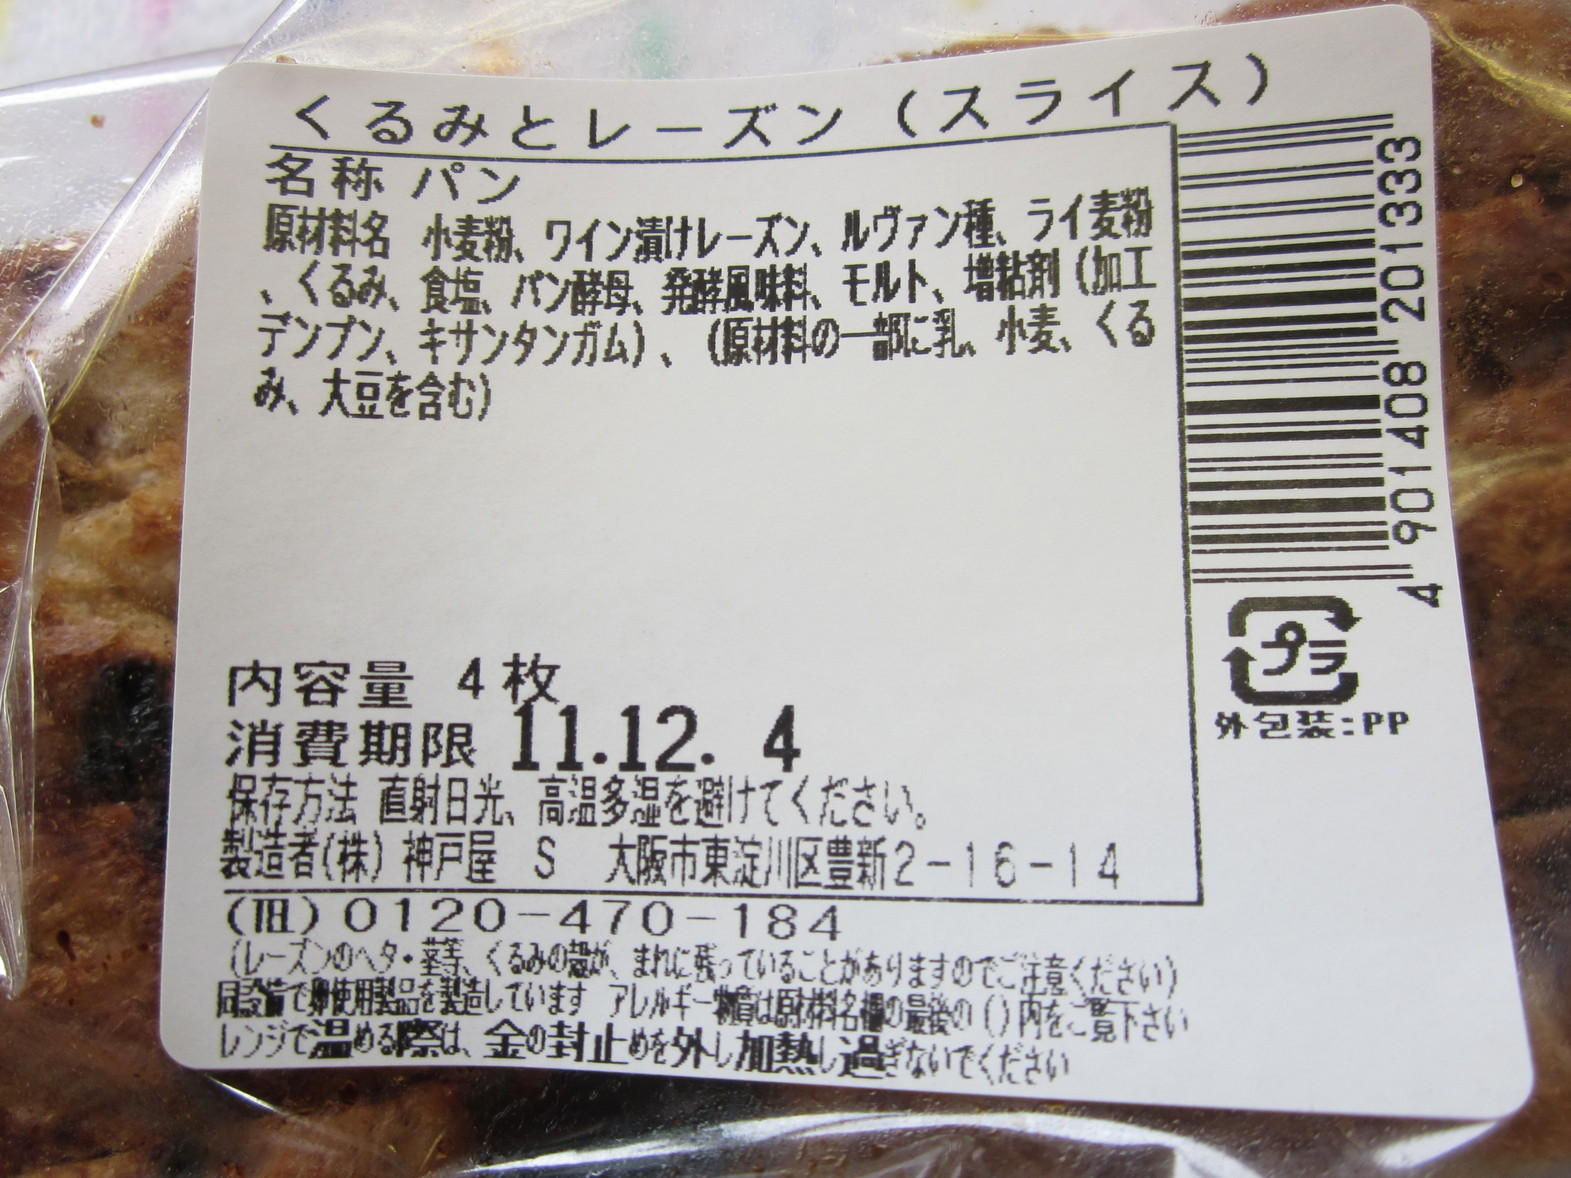 くるみとレーズン（スライス）
名称 パン
原材料名 小麦粉、ワイン漬けレーズン、ルヴァン種、ライ麦粉
、くるみ、食塩、パン酵母、発酵風味料、モルト、増粘剤（加工
デンプン、キサンタンガム）、（原材料の一部に乳、小麦、くる
み、大豆を含む）
内容量 4枚
消費期限 11.12. 4
保存方法 直射日光、高温多湿を避けてください。
製造者(株) 神戸屋 S 大阪市東淀川区豊新2-16-14
(TEL) 0120-470-184
(レーズンのヘタ・茎等、くるみの殻が、まれに残っていることがありますのでご注意ください)
同設備で卵使用製品を製造しています アレルギー物質は原材料名欄の最後の()内をご覧下さい
レンジで温める際は、金の封止めを外し加熱し過ぎないでください
4 901408 201333
プラ
外包装:PP